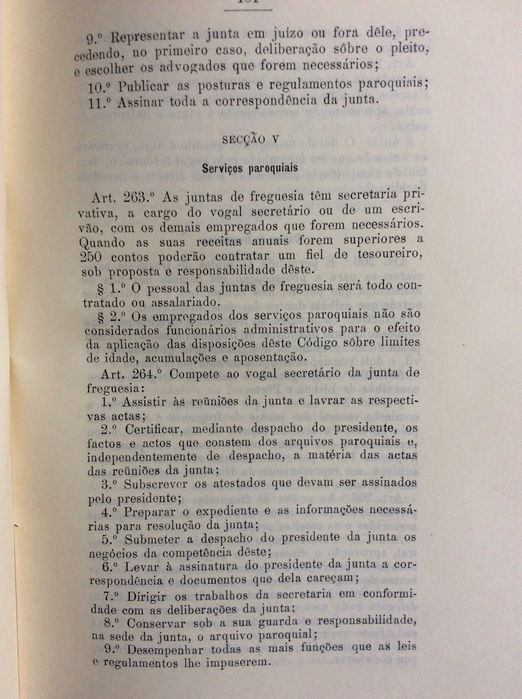 9.º Representar a junta em juízo ou fora dêle, pre-
cedendo, no primeiro caso, deliberação sôbre o pleito,
e escolher os advogados que forem necessários;
10.º Publicar as posturas e regulamentos paroquiais;
11.º Assinar toda a correspondência da junta.
SECÇÃO V
Serviços paroquiais
Art. 263.º As juntas de freguesia têm secretaria pri-
vativa, a cargo do vogal secretário ou de um escri-
vão, com os demais empregados que forem necessários.
Quando as suas receitas anuais forem superiores a
250 contos poderão contratar um fiel de tesoureiro,
sob proposta e responsabilidade dêste.
§ 1.º O pessoal das juntas de freguesia será todo con-
tratado ou assalariado.
§ 2.º Os empregados dos serviços paroquiais não são
considerados funcionários administrativos para o efeito
da aplicação das disposições dêste Código sôbre limites
de idade, acumulações e aposentação.
Art. 264.º Compete ao vogal secretário da junta de
freguesia:
1.º Assistir às reüniões da junta e lavrar as respecti-
vas actas;
2.º Certificar, mediante despacho do presidente, os
factos e actos que constem dos arquivos paroquiais e,
independentemente de despacho, a matéria das actas
das reüniões da junta;
3.º Subscrever os atestados que devam ser assinados
pelo presidente;
4.º Preparar o expediente e as informações necessá-
rias para resolução da junta;
5.º Submeter a despacho do presidente da junta os
negócios da competência dêste;
6.º Levar à assinatura do presidente da junta a cor-
respondência e documentos que dela careçam;
7.º Dirigir os trabalhos da secretaria em conformi-
dade com as deliberações da junta;
8.º Conservar sob a sua guarda e responsabilidade,
na sede da junta, o arquivo paroquial;
9.º Desempenhar todas as mais funções que as leis
e regulamentos lhe impuserem.